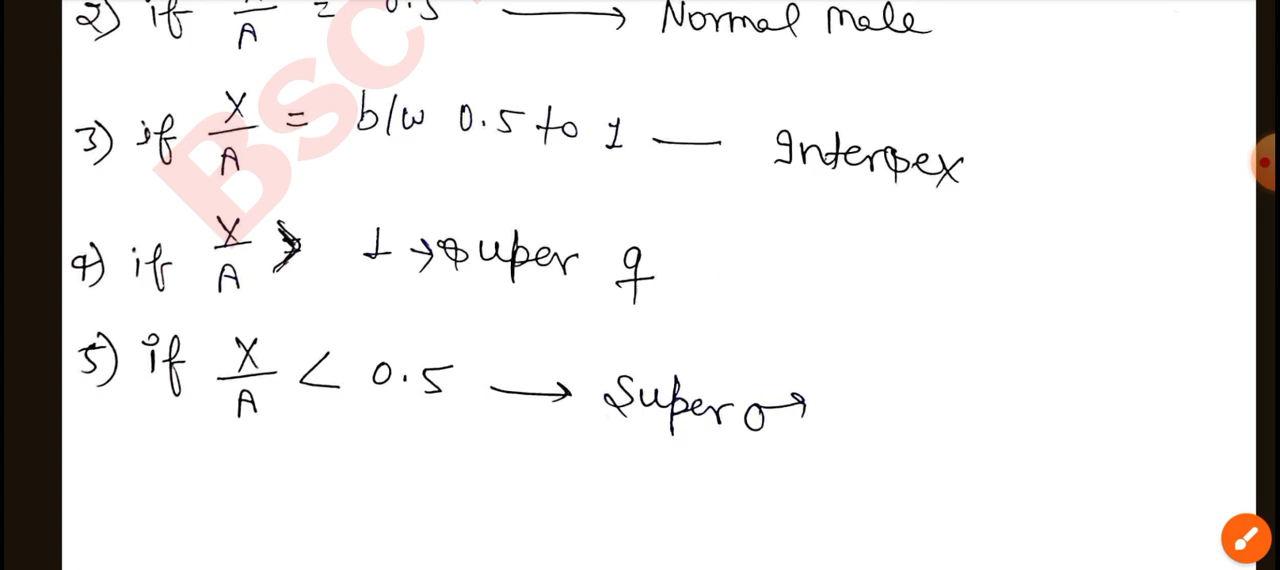 2) if X/A = 0.5 ⟶ Normal male
BSC
3) if X/A = b/w 0.5 to 1 — Intersex
4) if X/A > 1 → super ♀
5) if X/A < 0.5 ⟶ Super ♂